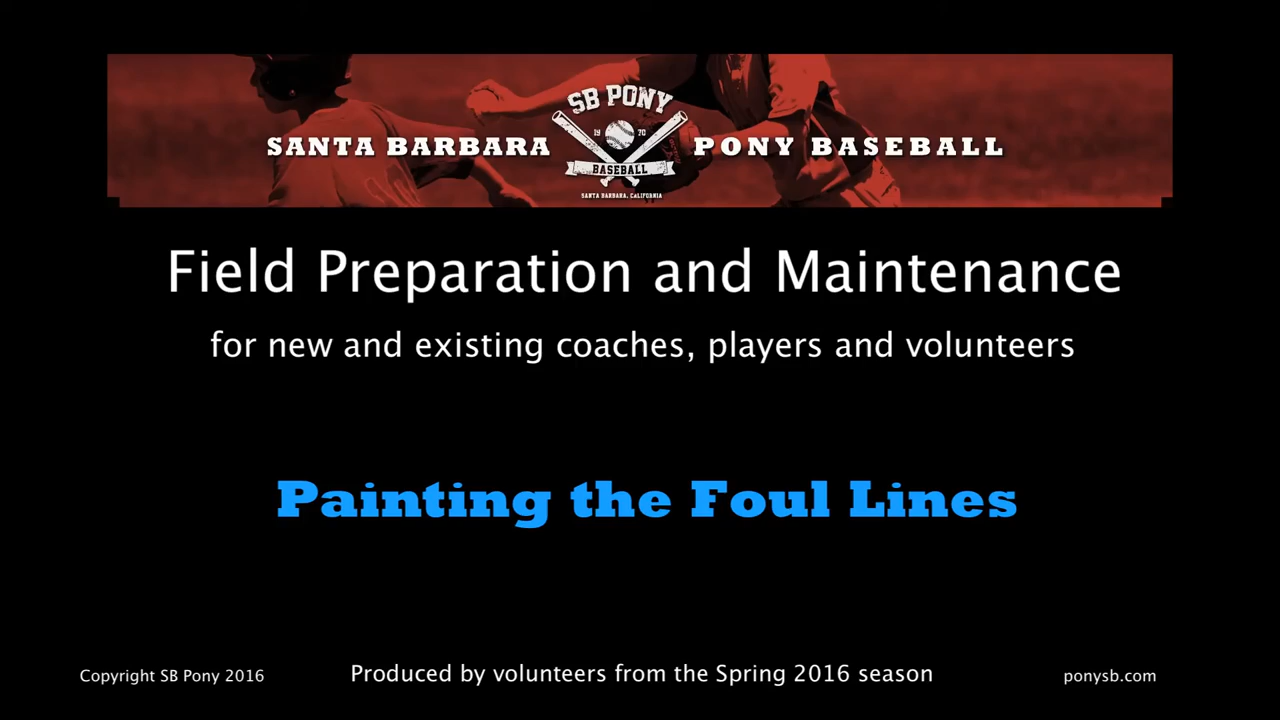 SB PONY
SANTA BARBARA
19 70
PONY BASEBALL
BASEBALL
SANTA BARBARA, CALIFORNIA
Field Preparation and Maintenance
for new and existing coaches, players and volunteers
Painting the Foul Lines
Copyright SB Pony 2016
Produced by volunteers from the Spring 2016 season
ponysb.com